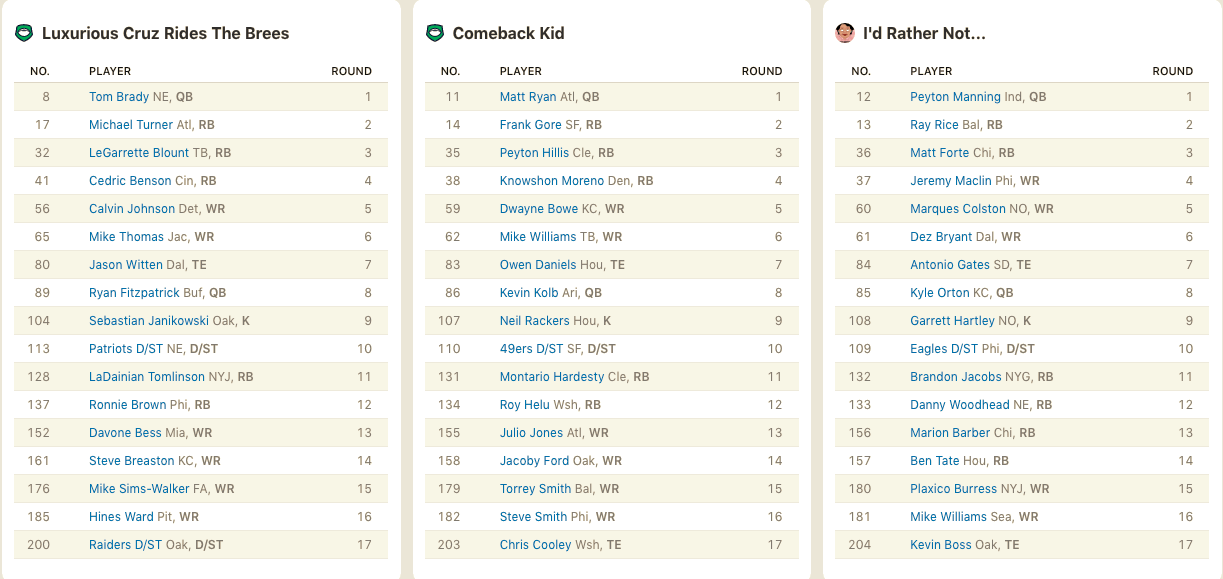 Luxurious Cruz Rides The Brees
NO. PLAYER ROUND
8 Tom Brady NE, QB 1
17 Michael Turner Atl, RB 2
32 LeGarrette Blount TB, RB 3
41 Cedric Benson Cin, RB 4
56 Calvin Johnson Det, WR 5
65 Mike Thomas Jac, WR 6
80 Jason Witten Dal, TE 7
89 Ryan Fitzpatrick Buf, QB 8
104 Sebastian Janikowski Oak, K 9
113 Patriots D/ST NE, D/ST 10
128 LaDainian Tomlinson NYJ, RB 11
137 Ronnie Brown Phi, RB 12
152 Davone Bess Mia, WR 13
161 Steve Breaston KC, WR 14
176 Mike Sims-Walker FA, WR 15
185 Hines Ward Pit, WR 16
200 Raiders D/ST Oak, D/ST 17
Comeback Kid
NO. PLAYER ROUND
11 Matt Ryan Atl, QB 1
14 Frank Gore SF, RB 2
35 Peyton Hillis Cle, RB 3
38 Knowshon Moreno Den, RB 4
59 Dwayne Bowe KC, WR 5
62 Mike Williams TB, WR 6
83 Owen Daniels Hou, TE 7
86 Kevin Kolb Ari, QB 8
107 Neil Rackers Hou, K 9
110 49ers D/ST SF, D/ST 10
131 Montario Hardesty Cle, RB 11
134 Roy Helu Wsh, RB 12
155 Julio Jones Atl, WR 13
158 Jacoby Ford Oak, WR 14
179 Torrey Smith Bal, WR 15
182 Steve Smith Phi, WR 16
203 Chris Cooley Wsh, TE 17
I'd Rather Not...
NO. PLAYER ROUND
12 Peyton Manning Ind, QB 1
13 Ray Rice Bal, RB 2
36 Matt Forte Chi, RB 3
37 Jeremy Maclin Phi, WR 4
60 Marques Colston NO, WR 5
61 Dez Bryant Dal, WR 6
84 Antonio Gates SD, TE 7
85 Kyle Orton KC, QB 8
108 Garrett Hartley NO, K 9
109 Eagles D/ST Phi, D/ST 10
132 Brandon Jacobs NYG, RB 11
133 Danny Woodhead NE, RB 12
156 Marion Barber Chi, RB 13
157 Ben Tate Hou, RB 14
180 Plaxico Burress NYJ, WR 15
181 Mike Williams Sea, WR 16
204 Kevin Boss Oak, TE 17